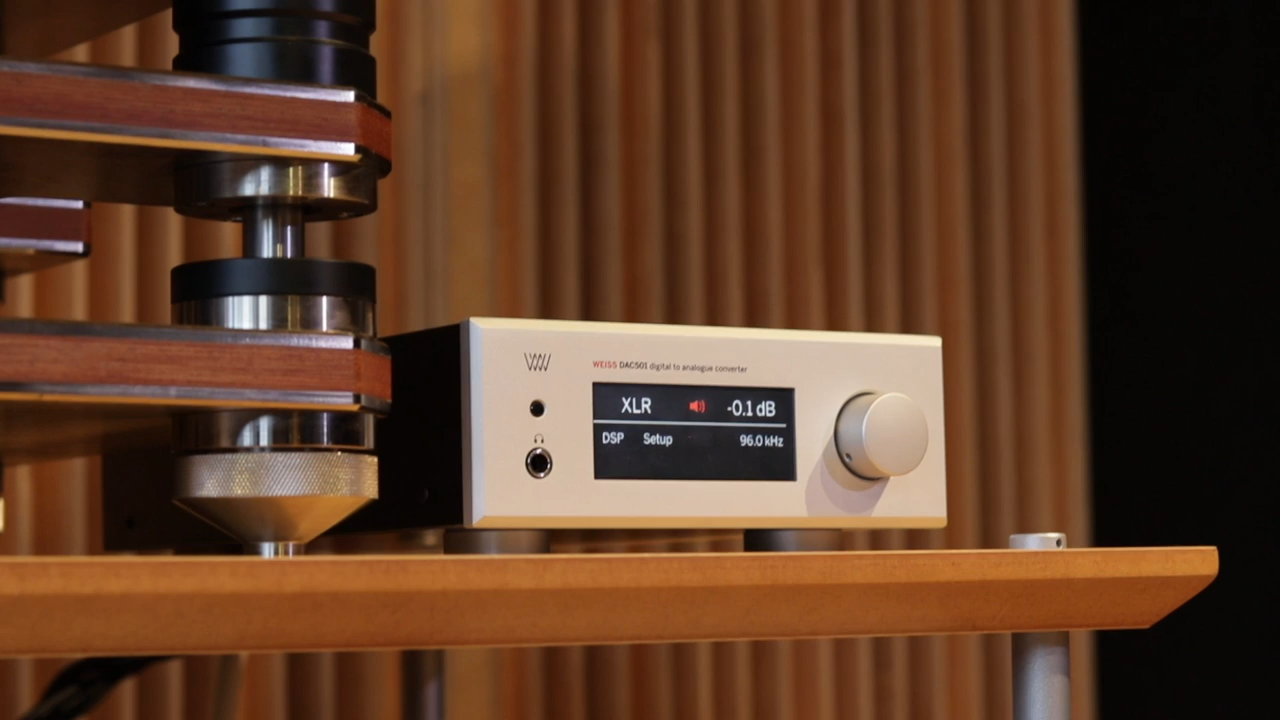 WEISS DAC501 digital to analogue converter
XLR -0.1 dB
DSP Setup 96.0 kHz